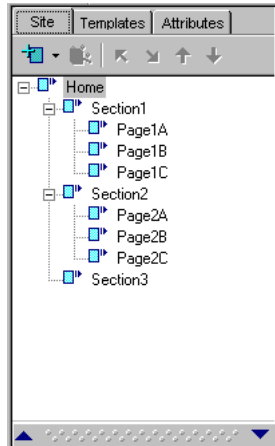 Site Templates Attributes
Home
Section1
Page1A
Page1B
Page1C
Section2
Page2A
Page2B
Page2C
Section3